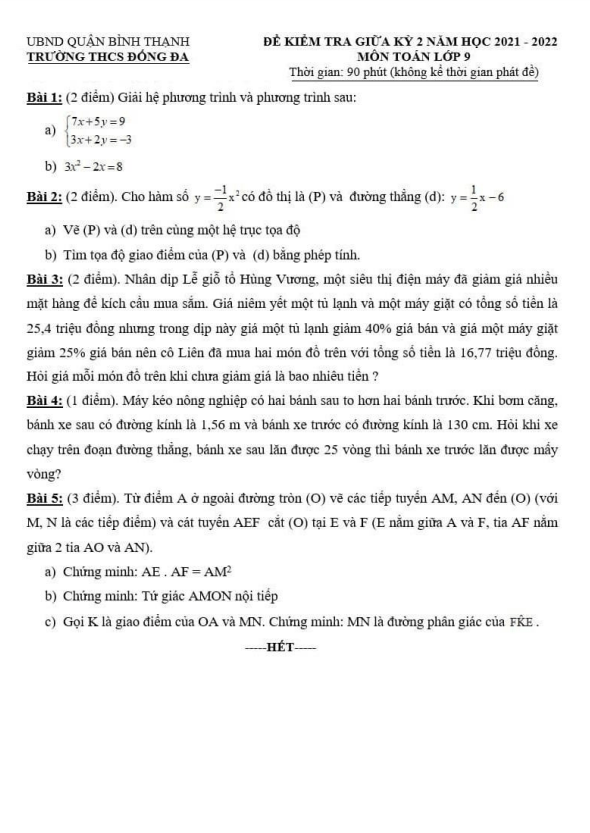 UBND QUẬN BÌNH THẠNH
TRƯỜNG THCS ĐỐNG ĐA
ĐỀ KIỂM TRA GIỮA KỲ 2 NĂM HỌC 2021 - 2022
MÔN TOÁN LỚP 9
Thời gian: 90 phút (không kể thời gian phát đề)
Bài 1: (2 điểm) Giải hệ phương trình và phương trình sau:
a) {7x+5y=9
3x+2y=−3
b) 3x²−2x=8
Bài 2: (2 điểm). Cho hàm số y = −1/2 x² có đồ thị là (P) và đường thẳng (d): y = 1/2 x − 6
a) Vẽ (P) và (d) trên cùng một hệ trục tọa độ
b) Tìm tọa độ giao điểm của (P) và (d) bằng phép tính.
Bài 3: (2 điểm). Nhân dịp Lễ giỗ tổ Hùng Vương, một siêu thị điện máy đã giảm giá nhiều
mặt hàng để kích cầu mua sắm. Giá niêm yết một tủ lạnh và một máy giặt có tổng số tiền là
25,4 triệu đồng nhưng trong dịp này giá một tủ lạnh giảm 40% giá bán và giá một máy giặt
giảm 25% giá bán nên cô Liên đã mua hai món đồ trên với tổng số tiền là 16,77 triệu đồng.
Hỏi giá mỗi món đồ trên khi chưa giảm giá là bao nhiêu tiền ?
Bài 4: (1 điểm). Máy kéo nông nghiệp có hai bánh sau to hơn hai bánh trước. Khi bơm căng,
bánh xe sau có đường kính là 1,56 m và bánh xe trước có đường kính là 130 cm. Hỏi khi xe
chạy trên đoạn đường thẳng, bánh xe sau lăn được 25 vòng thì bánh xe trước lăn được mấy
vòng?
Bài 5: (3 điểm). Từ điểm A ở ngoài đường tròn (O) vẽ các tiếp tuyến AM, AN đến (O) (với
M, N là các tiếp điểm) và cát tuyến AEF cắt (O) tại E và F (E nằm giữa A và F, tia AF nằm
giữa 2 tia AO và AN).
a) Chứng minh: AE . AF = AM²
b) Chứng minh: Tứ giác AMON nội tiếp
c) Gọi K là giao điểm của OA và MN. Chứng minh: MN là đường phân giác của FK̂E .
-----HẾT-----